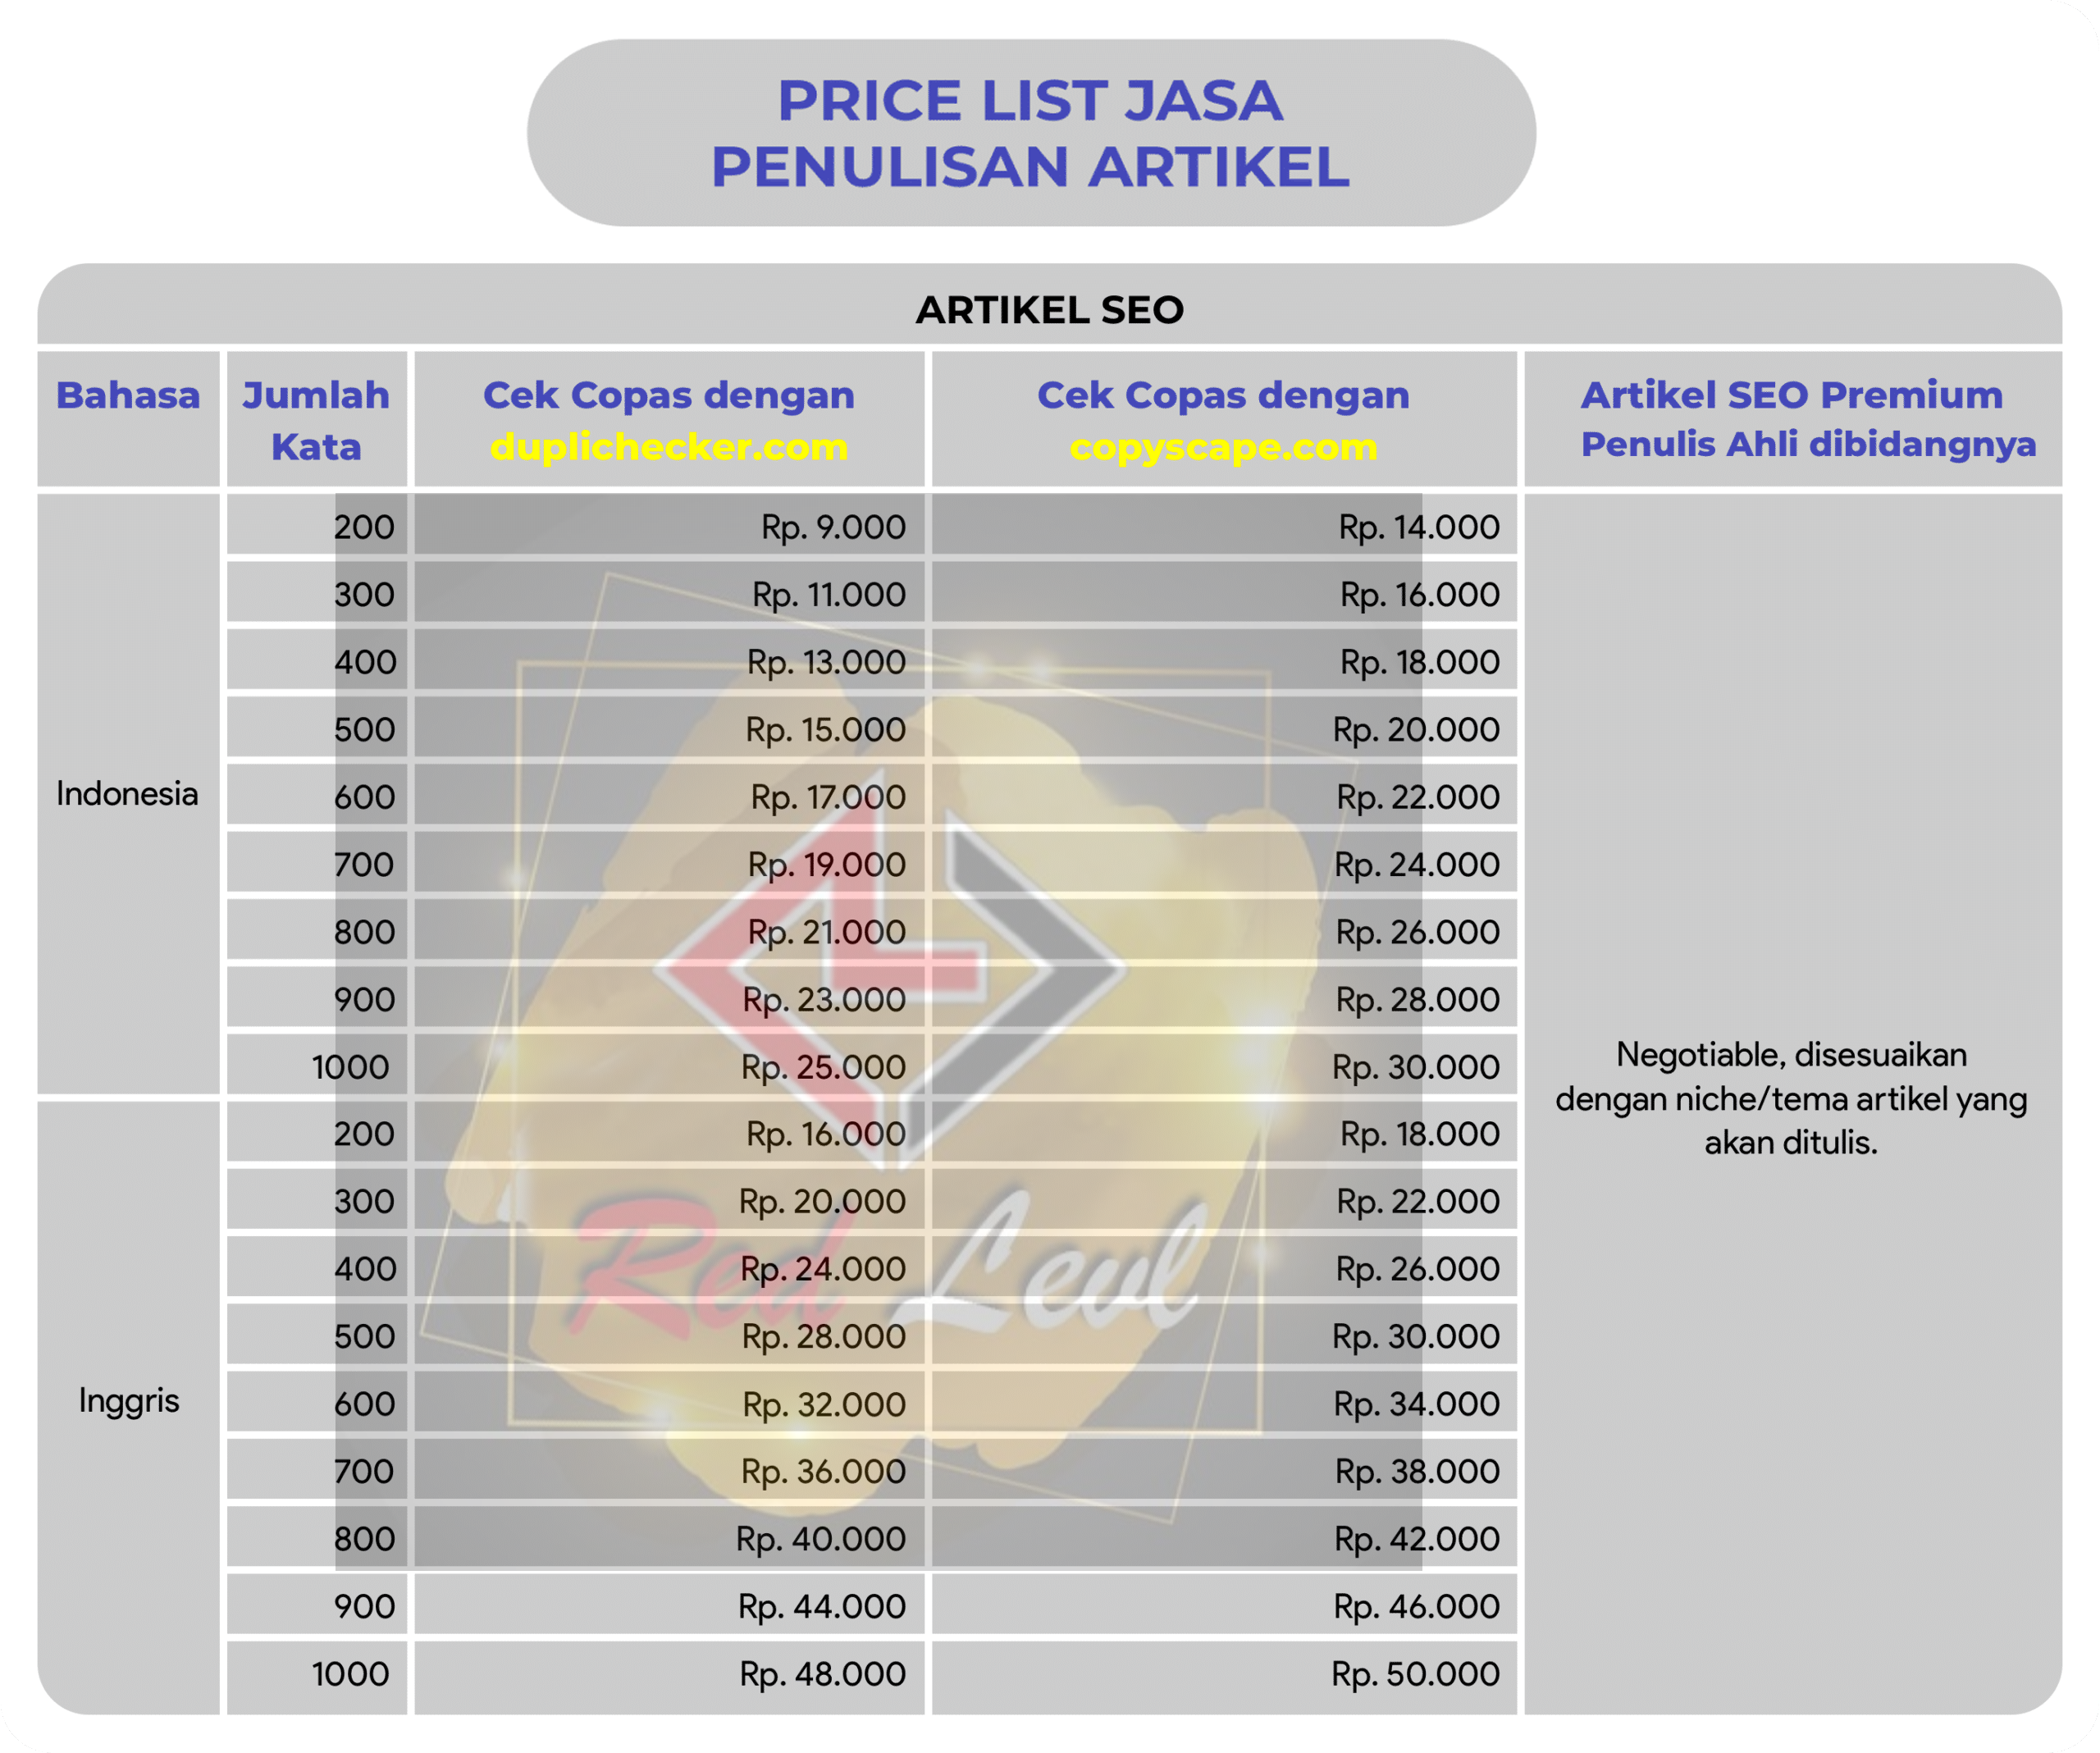 PRICE LIST JASA
PENULISAN ARTIKEL
ARTIKEL SEO
Bahasa
Jumlah
Kata
Cek Copas dengan
duplichecker.com
Cek Copas dengan
copyscape.com
Artikel SEO Premium
Penulis Ahli dibidangnya
Indonesia
200 Rp. 9.000 Rp. 14.000
300 Rp. 11.000 Rp. 16.000
400 Rp. 13.000 Rp. 18.000
500 Rp. 15.000 Rp. 20.000
600 Rp. 17.000 Rp. 22.000
700 Rp. 19.000 Rp. 24.000
800 Rp. 21.000 Rp. 26.000
900 Rp. 23.000 Rp. 28.000
1000 Rp. 25.000 Rp. 30.000
Inggris
200 Rp. 16.000 Rp. 18.000
300 Rp. 20.000 Rp. 22.000
400 Rp. 24.000 Rp. 26.000
500 Rp. 28.000 Rp. 30.000
600 Rp. 32.000 Rp. 34.000
700 Rp. 36.000 Rp. 38.000
800 Rp. 40.000 Rp. 42.000
900 Rp. 44.000 Rp. 46.000
1000 Rp. 48.000 Rp. 50.000
Negotiable, disesuaikan
dengan niche/tema artikel yang
akan ditulis.
Red Levl